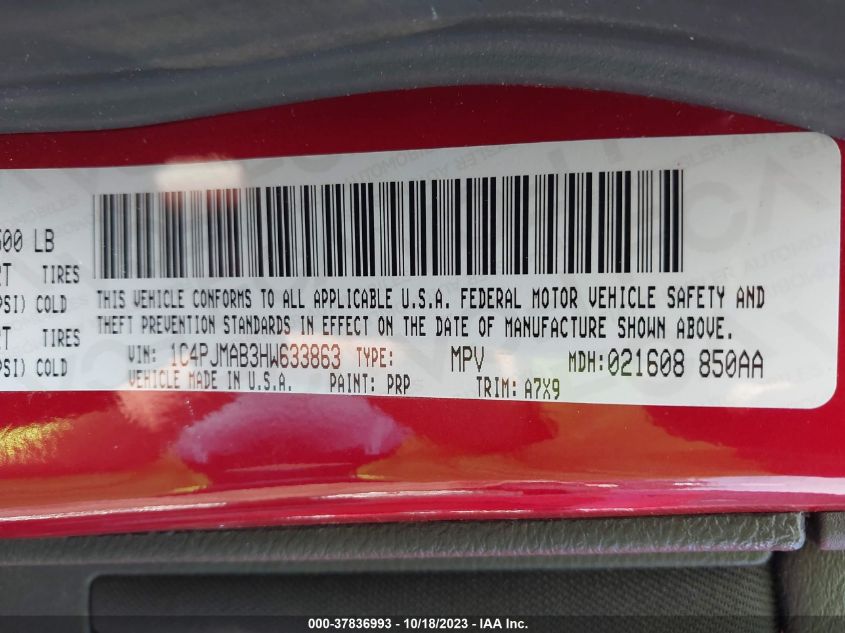 500 LB
TIRES
PSI) COLD
TIRES
PSI) COLD
THIS VEHICLE CONFORMS TO ALL APPLICABLE U.S.A. FEDERAL MOTOR VEHICLE SAFETY AND
THEFT PREVENTION STANDARDS IN EFFECT ON THE DATE OF MANUFACTURE SHOWN ABOVE.
VIN: 1C4PJMAB3HW633863 TYPE: MPV MDH:021608 850AA
VEHICLE MADE IN U.S.A. PAINT: PRP TRIM: A7X9
000-37836993 - 10/18/2023 - IAA Inc.